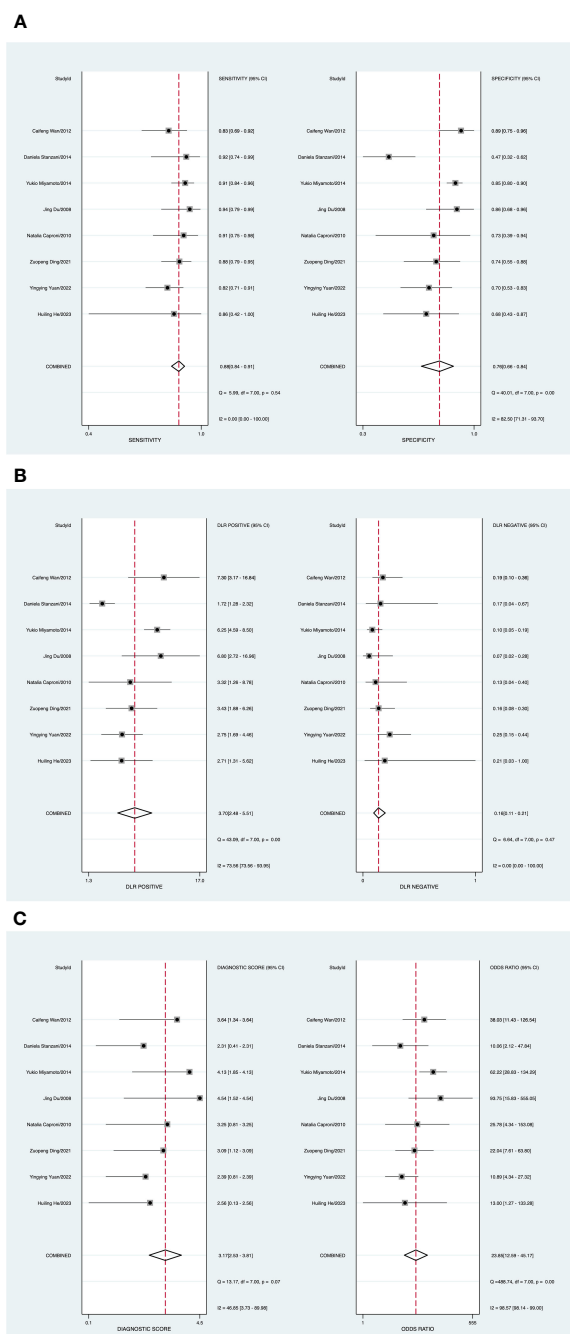 A
StudyId
SENSITIVITY (95% CI)
Caifeng Wan/2012
0.83 [0.69 - 0.92]
Daniela Stanzani/2014
0.92 [0.74 - 0.99]
Yukio Miyamoto/2014
0.91 [0.84 - 0.96]
Jing Du/2008
0.94 [0.79 - 0.99]
Natalia Caproni/2010
0.91 [0.75 - 0.98]
Zuopeng Ding/2021
0.88 [0.79 - 0.95]
Yingying Yuan/2022
0.82 [0.71 - 0.91]
Huiling He/2023
0.86 [0.42 - 1.00]
COMBINED
0.88[0.84 - 0.91]
Q = 5.99, df = 7.00, p = 0.54
I2 = 0.00 [0.00 - 100.00]
0.4
1.0
SENSITIVITY
StudyId
SPECIFICITY (95% CI)
Caifeng Wan/2012
0.89 [0.75 - 0.96]
Daniela Stanzani/2014
0.47 [0.32 - 0.62]
Yukio Miyamoto/2014
0.85 [0.80 - 0.90]
Jing Du/2008
0.86 [0.68 - 0.96]
Natalia Caproni/2010
0.73 [0.39 - 0.94]
Zuopeng Ding/2021
0.74 [0.55 - 0.88]
Yingying Yuan/2022
0.70 [0.53 - 0.83]
Huiling He/2023
0.68 [0.43 - 0.87]
COMBINED
0.76[0.66 - 0.84]
Q = 40.01, df = 7.00, p = 0.00
I2 = 82.50 [71.31 - 93.70]
0.3
1.0
SPECIFICITY
B
StudyId
DLR POSITIVE (95% CI)
Caifeng Wan/2012
7.30 [3.17 - 16.84]
Daniela Stanzani/2014
1.72 [1.28 - 2.32]
Yukio Miyamoto/2014
6.25 [4.59 - 8.50]
Jing Du/2008
6.80 [2.72 - 16.96]
Natalia Caproni/2010
3.32 [1.26 - 8.78]
Zuopeng Ding/2021
3.43 [1.88 - 6.26]
Yingying Yuan/2022
2.75 [1.69 - 4.46]
Huiling He/2023
2.71 [1.31 - 5.62]
COMBINED
3.70[2.48 - 5.51]
Q = 43.09, df = 7.00, p = 0.00
I2 = 73.56 [73.56 - 93.95]
1.3
17.0
DLR POSITIVE
StudyId
DLR NEGATIVE (95% CI)
Caifeng Wan/2012
0.19 [0.10 - 0.36]
Daniela Stanzani/2014
0.17 [0.04 - 0.67]
Yukio Miyamoto/2014
0.10 [0.05 - 0.19]
Jing Du/2008
0.07 [0.02 - 0.28]
Natalia Caproni/2010
0.13 [0.04 - 0.40]
Zuopeng Ding/2021
0.16 [0.08 - 0.30]
Yingying Yuan/2022
0.25 [0.15 - 0.44]
Huiling He/2023
0.21 [0.03 - 1.00]
COMBINED
0.16[0.11 - 0.21]
Q = 6.64, df = 7.00, p = 0.47
I2 = 0.00 [0.00 - 100.00]
0
1
DLR NEGATIVE
C
StudyId
DIAGNOSTIC SCORE (95% CI)
Caifeng Wan/2012
3.64 [1.34 - 3.64]
Daniela Stanzani/2014
2.31 [0.41 - 2.31]
Yukio Miyamoto/2014
4.13 [1.85 - 4.13]
Jing Du/2008
4.54 [1.52 - 4.54]
Natalia Caproni/2010
3.25 [0.81 - 3.25]
Zuopeng Ding/2021
3.09 [1.12 - 3.09]
Yingying Yuan/2022
2.39 [0.81 - 2.39]
Huiling He/2023
2.56 [0.13 - 2.56]
COMBINED
3.17[2.53 - 3.81]
Q = 13.17, df = 7.00, p = 0.07
I2 = 46.85 [3.73 - 89.98]
0.1
4.5
DIAGNOSTIC SCORE
StudyId
ODDS RATIO (95% CI)
Caifeng Wan/2012
38.03 [11.40 - 126.84]
Daniela Stanzani/2014
10.06 [2.12 - 47.84]
Yukio Miyamoto/2014
62.22 [28.83 - 134.29]
Jing Du/2008
93.75 [15.83 - 555.05]
Natalia Caproni/2010
25.78 [4.34 - 153.08]
Zuopeng Ding/2021
22.04 [7.61 - 63.80]
Yingying Yuan/2022
10.89 [4.34 - 27.32]
Huiling He/2023
13.00 [1.27 - 133.28]
COMBINED
23.85[12.59 - 45.17]
Q =488.74, df = 7.00, p = 0.00
I2 = 98.57 [98.14 - 99.00]
1
555
ODDS RATIO